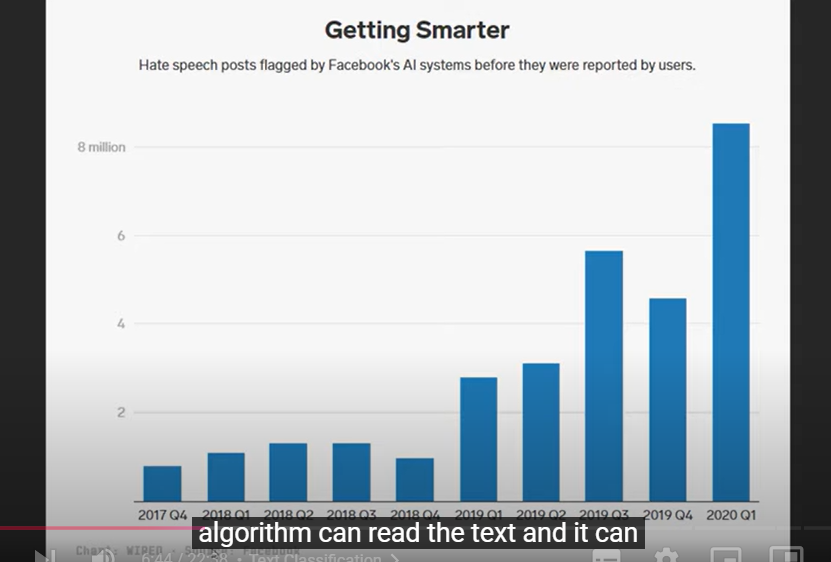 Getting Smarter
Hate speech posts flagged by Facebook's AI systems before they were reported by users.
8 million
6
4
2
2017 Q4 2018 Q1 2018 Q2 2018 Q3 2018 Q4 2019 Q1 2019 Q2 2019 Q3 2019 Q4 2020 Q1
algorithm can read the text and it can
Chart: WIRED · Source: Facebook
6:44 / 22:38 · Text Classification >